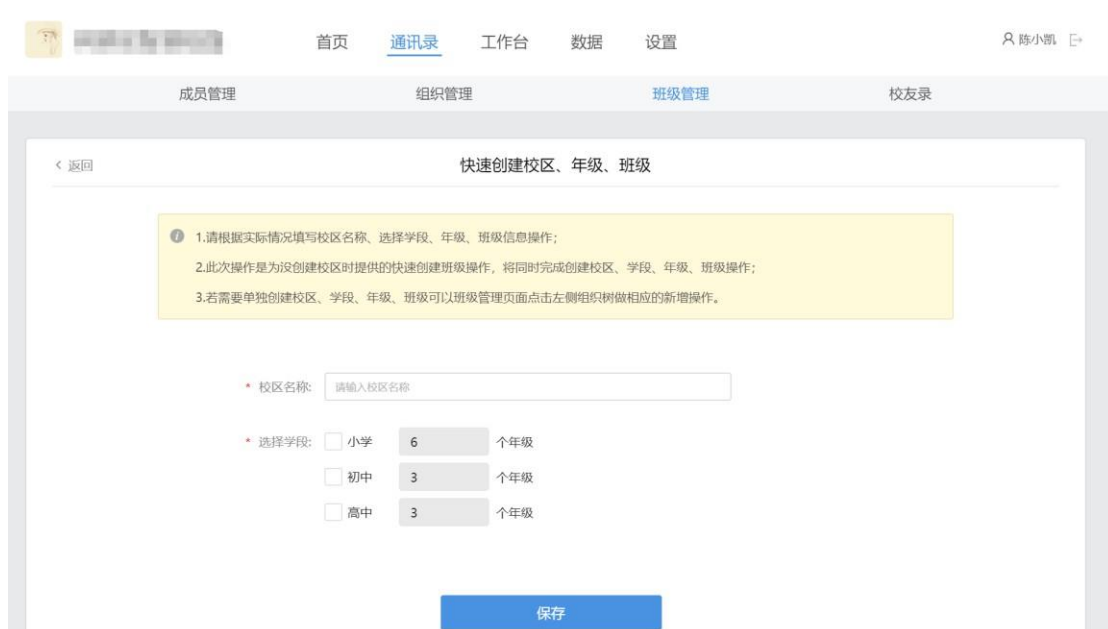 首页 通讯录 工作台 数据 设置 陈小凯
成员管理 组织管理 班级管理 校友录
< 返回 快速创建校区、年级、班级
1.请根据实际情况填写校区名称、选择学段、年级、班级信息操作；
2.此次操作是为没创建校区时提供的快速创建班级操作，将同时完成创建校区、学段、年级、班级操作；
3.若需要单独创建校区、学段、年级、班级可以班级管理页面点击左侧组织树做相应的新增操作。
* 校区名称: 请输入校区名称
* 选择学段: 小学 6 个年级
初中 3 个年级
高中 3 个年级
保存